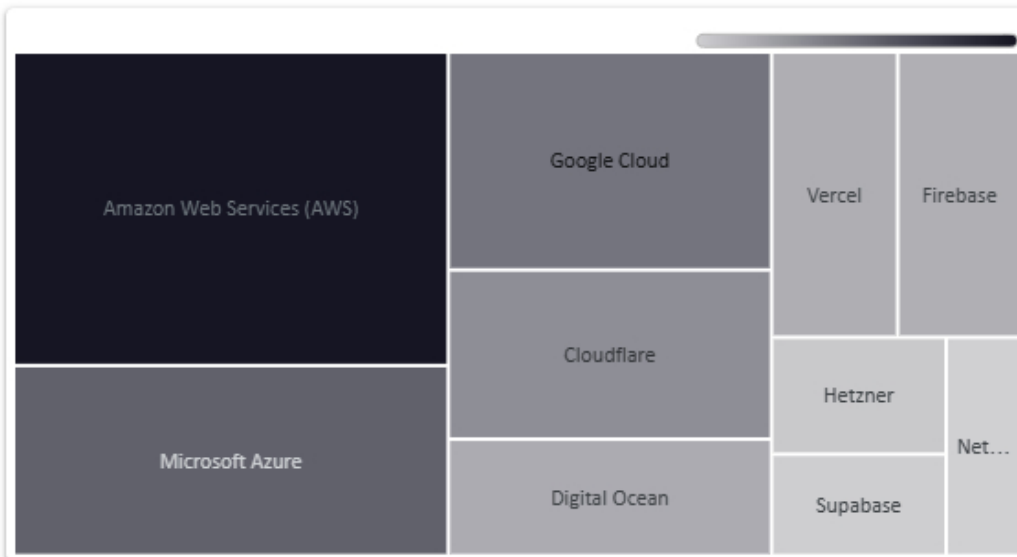 Amazon Web Services (AWS)
Microsoft Azure
Google Cloud
Cloudflare
Digital Ocean
Vercel
Firebase
Hetzner
Supabase
Net...